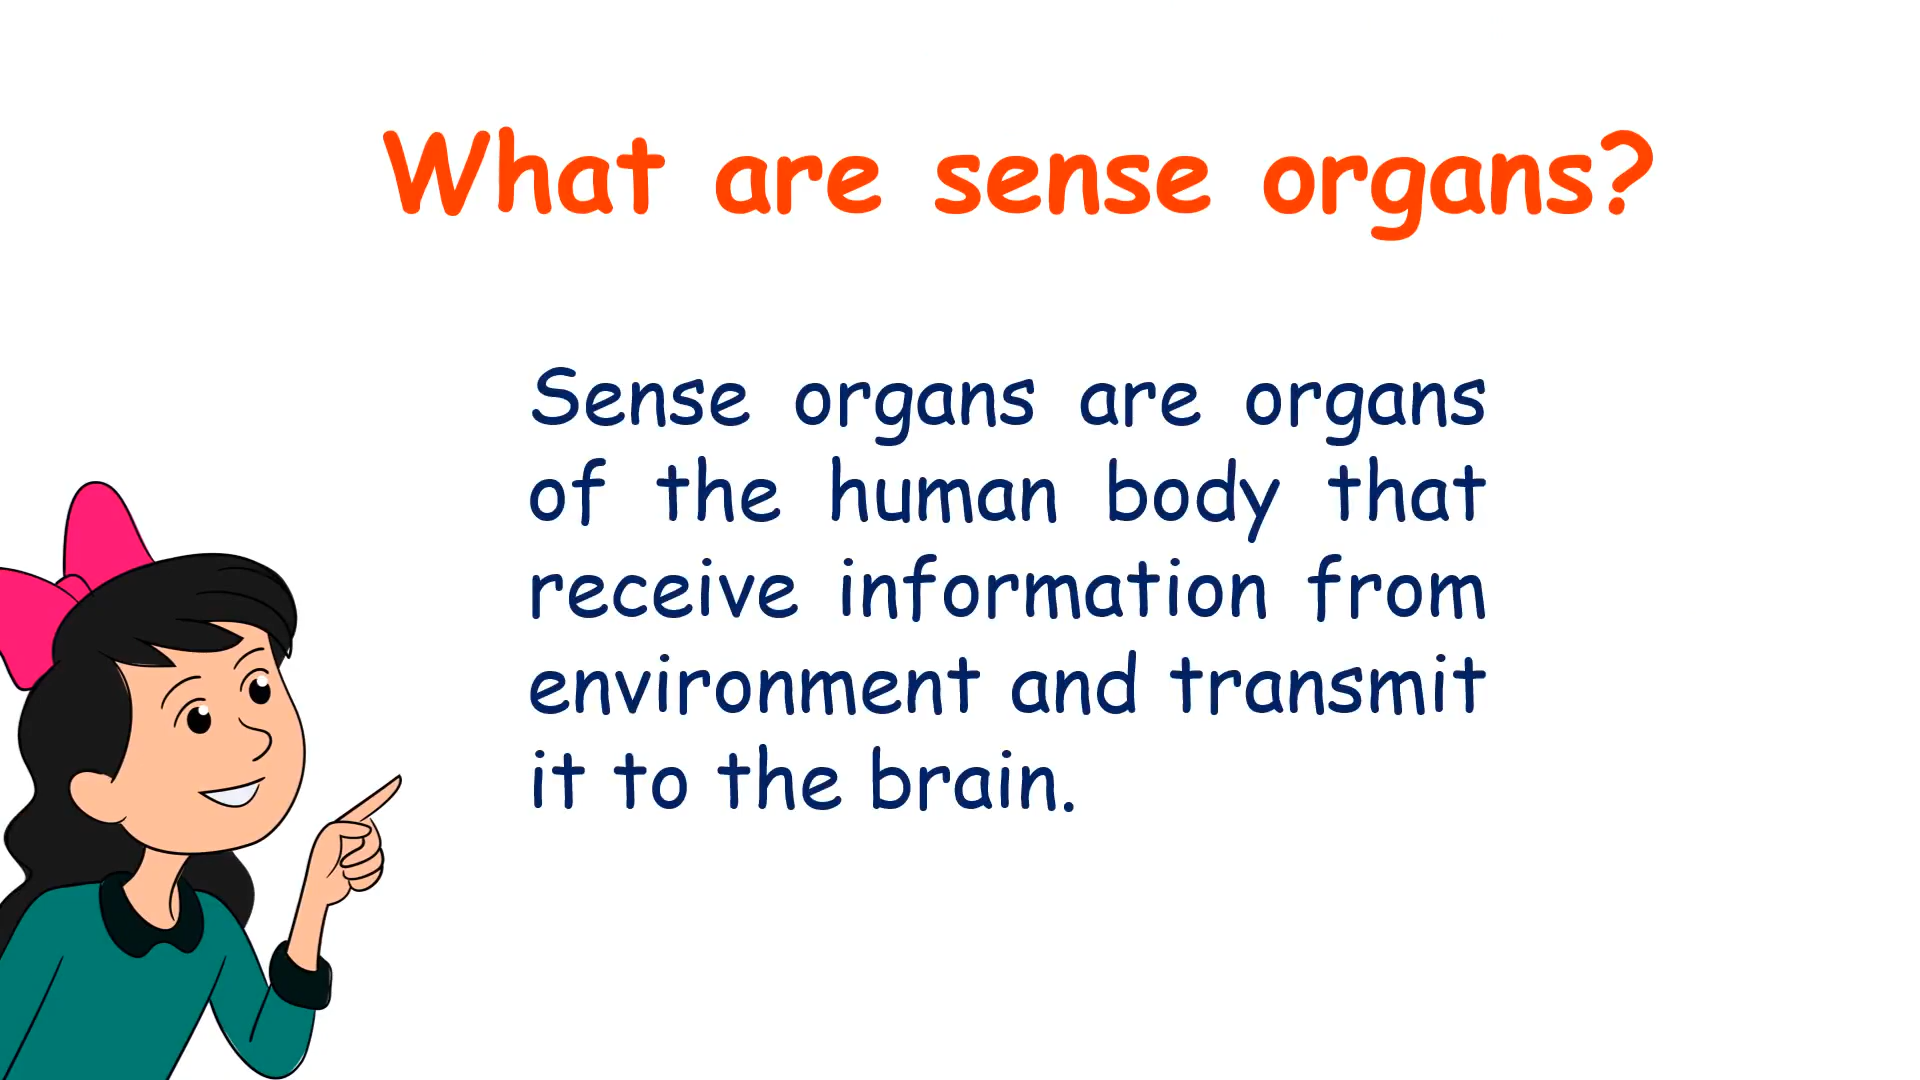 What are sense organs?
Sense organs are organs
of the human body that
receive information from
environment and transmit
it to the brain.